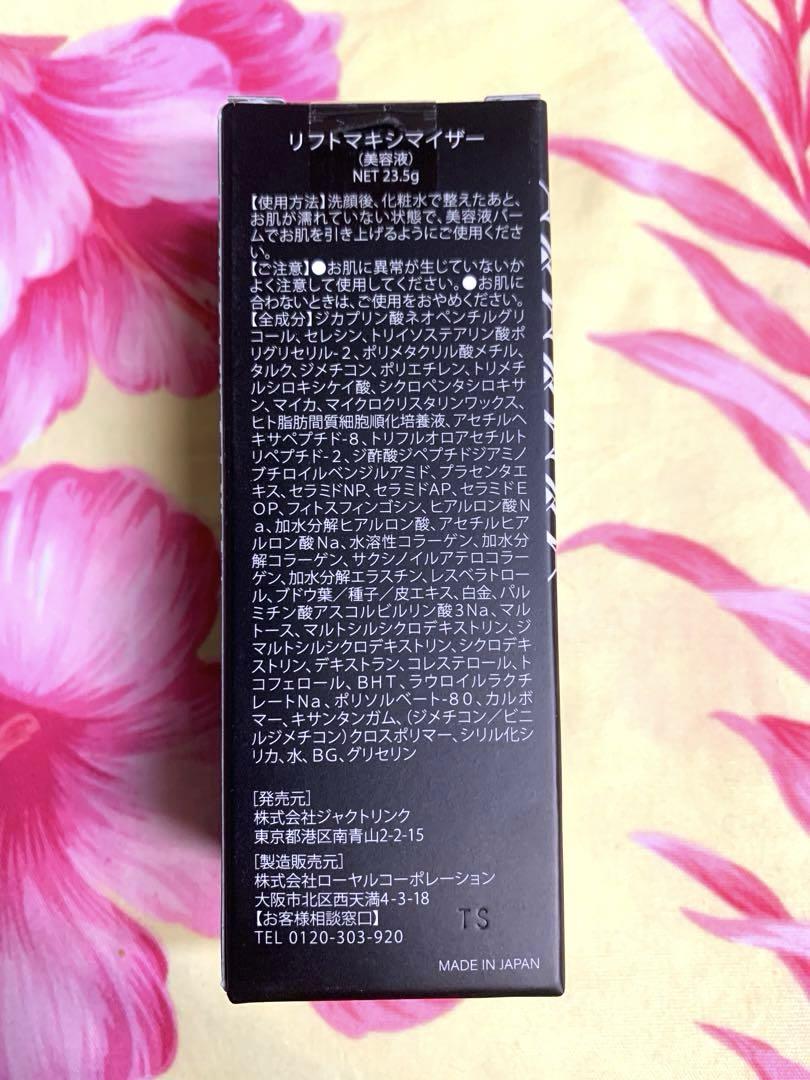 リフトマキシマイザー
（美容液）
NET 23.5g
【使用方法】洗顔後、化粧水で整えたあと、
お肌が濡れていない状態で、美容液バー
ムでお肌を引き上げるようにご使用くださ
い。
【ご注意】●お肌に異常が生じていないか
よく注意して使用してください。●お肌に
合わないときは、ご使用をおやめください。
【全成分】ジカプリン酸ネオペンチルグリ
コール、セレシン、トリイソステアリン酸ポ
リグリセリル-2、ポリメタクリル酸メチル、
タルク、ジメチコン、ポリエチレン、トリメチ
ルシロキシケイ酸、シクロペンタシロキサ
ン、マイカ、マイクロクリスタリンワックス、
ヒト脂肪間質細胞順化培養液、アセチルヘ
キサペプチド-8、トリフルオロアセチルト
リペプチド-2、ジ酢酸ジペプチドジアミノ
ブチロイルベンジルアミド、プラセンタエ
キス、セラミドNP、セラミドAP、セラミドE
OP、フィトスフィンゴシン、ヒアルロン酸N
a、加水分解ヒアルロン酸、アセチルヒア
ルロン酸Na、水溶性コラーゲン、加水分
解コラーゲン、サクシノイルアテロコラー
ゲン、加水分解エラスチン、レスベラトロー
ル、ブドウ葉／種子／皮エキス、白金、パル
ミチン酸アスコルビルリン酸3Na、マル
トース、マルトシルシクロデキストリン、ジ
マルトシルシクロデキストリン、シクロデキ
ストリン、デキストラン、コレステロール、ト
コフェロール、BHT、ラウロイルラクチ
レートNa、ポリソルベート-80、カルボ
マー、キサンタンガム、（ジメチコン／ビニ
ルジメチコン）クロスポリマー、シリル化シ
リカ、水、BG、グリセリン
［発売元］
株式会社ジャクトリンク
東京都港区南青山2-2-15
［製造販売元］
株式会社ローヤルコーポレーション
大阪市北区西天満4-3-18
【お客様相談窓口】
TEL 0120-303-920
TS
MADE IN JAPAN